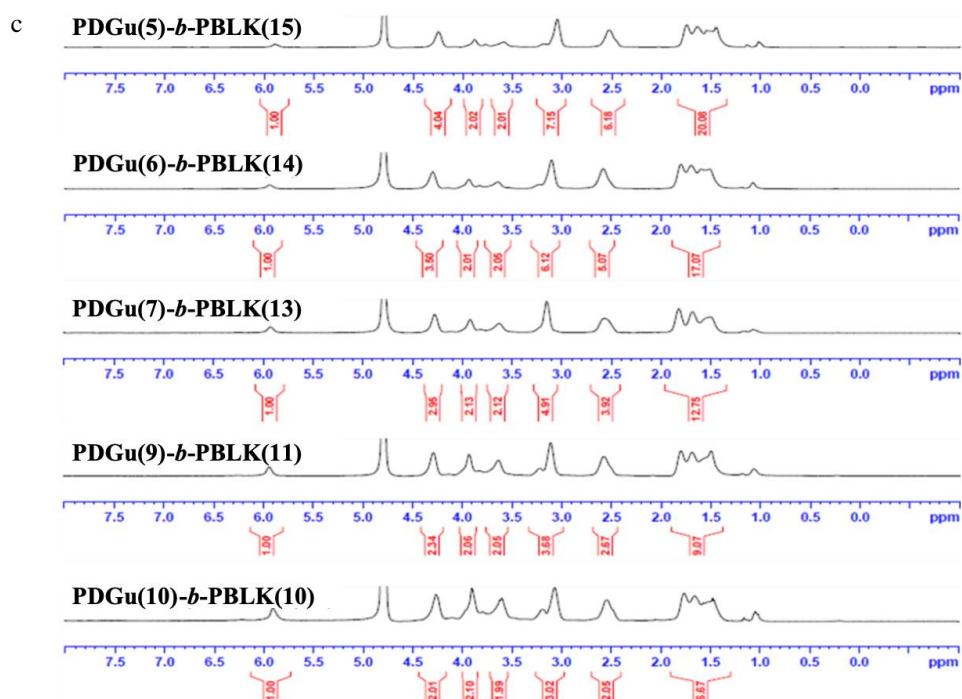 c
PDGu(5)-b-PBLK(15)
7.5 7.0 6.5 6.0 5.5 5.0 4.5 4.0 3.5 3.0 2.5 2.0 1.5 1.0 0.5 0.0 ppm
1.00 4.04 2.02 2.01 7.15 6.18 20.08
PDGu(6)-b-PBLK(14)
7.5 7.0 6.5 6.0 5.5 5.0 4.5 4.0 3.5 3.0 2.5 2.0 1.5 1.0 0.5 0.0 ppm
1.00 3.50 2.01 2.05 6.12 5.07 17.07
PDGu(7)-b-PBLK(13)
7.5 7.0 6.5 6.0 5.5 5.0 4.5 4.0 3.5 3.0 2.5 2.0 1.5 1.0 0.5 0.0 ppm
1.00 2.95 2.13 2.12 4.91 3.92 12.75
PDGu(9)-b-PBLK(11)
7.5 7.0 6.5 6.0 5.5 5.0 4.5 4.0 3.5 3.0 2.5 2.0 1.5 1.0 0.5 0.0 ppm
1.00 2.34 2.06 2.05 3.68 2.67 9.07
PDGu(10)-b-PBLK(10)
7.5 7.0 6.5 6.0 5.5 5.0 4.5 4.0 3.5 3.0 2.5 2.0 1.5 1.0 0.5 0.0 ppm
1.00 2.01 2.10 1.99 3.02 2.05